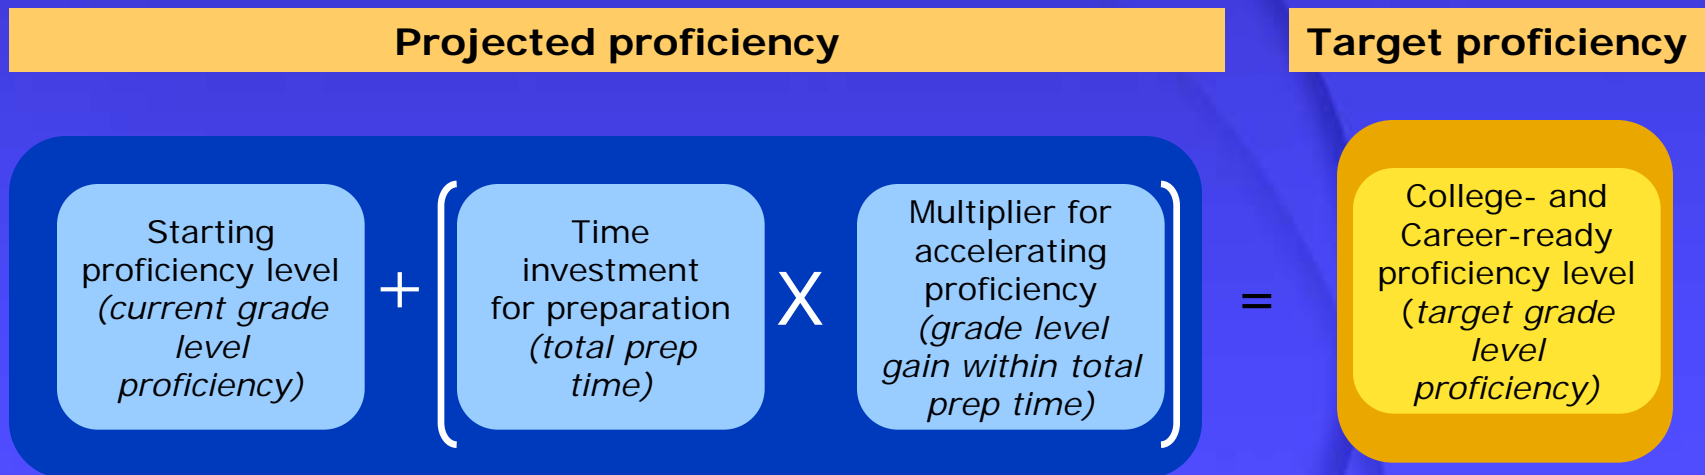 Projected proficiency
Target proficiency
Starting
proficiency level
(current grade
level
proficiency)
+
(
Time
investment
for preparation
(total prep
time)
X
Multiplier for
accelerating
proficiency
(grade level
gain within total
prep time)
)
=
College- and
Career-ready
proficiency level
(target grade
level
proficiency)